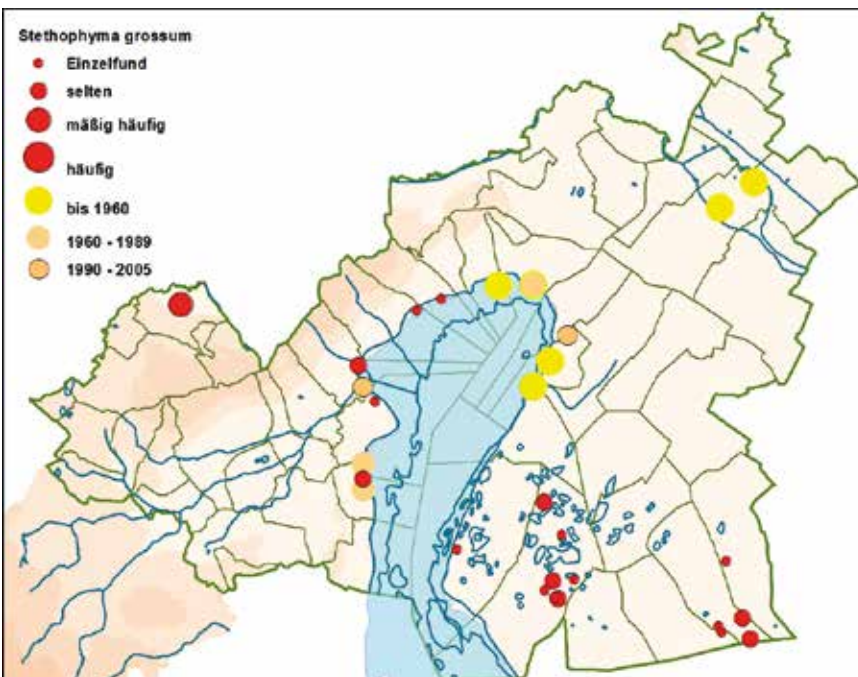 Stethophyma grossum
Einzelfund
selten
mäßig häufig
häufig
bis 1960
1960 - 1989
1990 - 2005